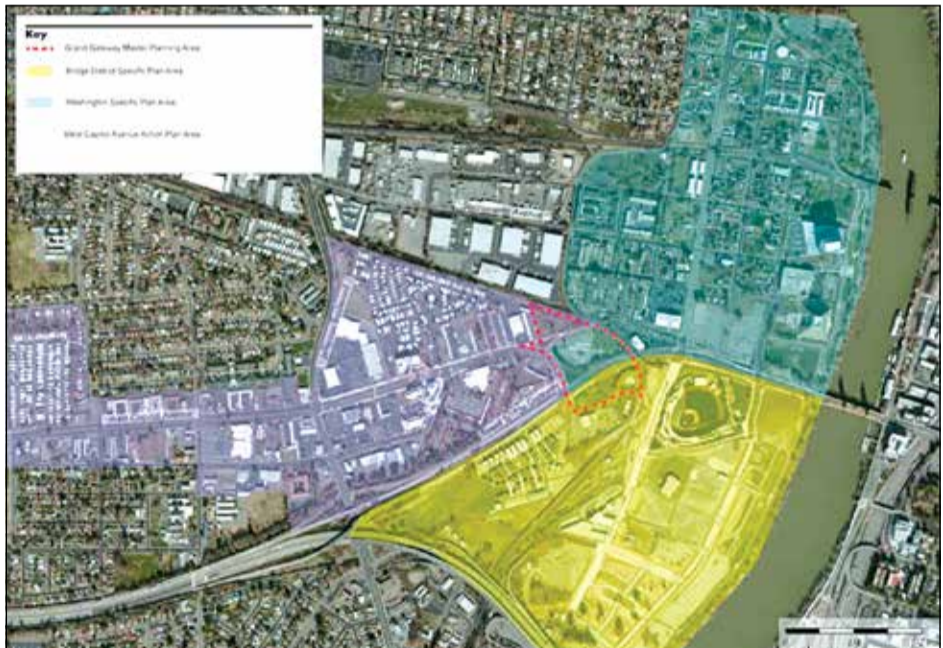 Key
Grand Gateway Master Planning Area
Bridge District Specific Plan Area
Washington Specific Plan Area
West Capitol Avenue Action Plan Area